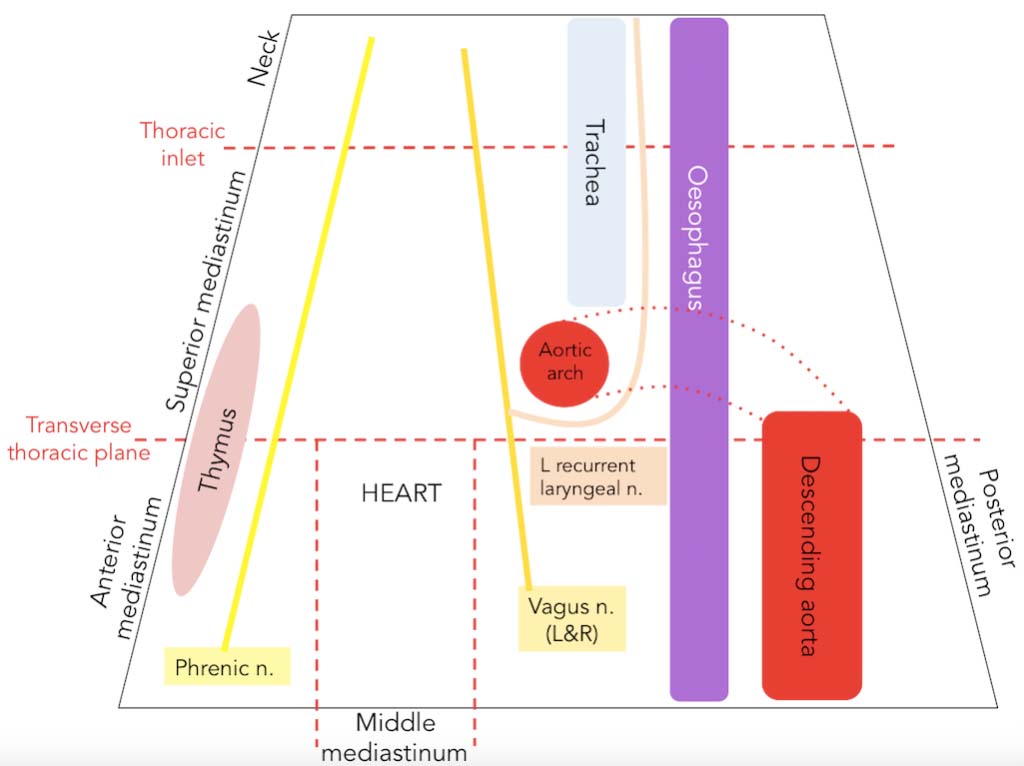 Neck
Thoracic
inlet
Trachea
Oesophagus
Superior mediastinum
Aortic
arch
Transverse
thoracic plane
Thymus
HEART
L recurrent
laryngeal n.
Descending aorta
Posterior
mediastinum
Anterior
mediastinum
Vagus n.
(L&R)
Phrenic n.
Middle
mediastinum